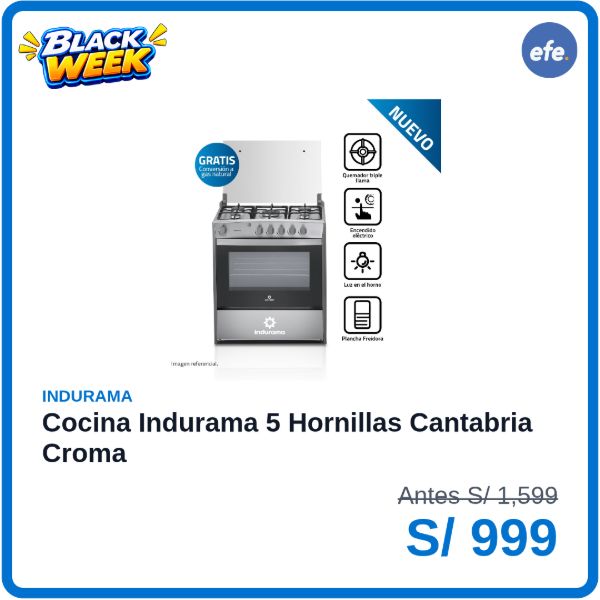 BLACK
WEEK
efe.
NUEVO
GRATIS
Conversión a
gas natural
Quemador triple
llama
Encendido
eléctrico
Luz en el horno
Plancha Freidora
indurama
Imagen referencial.
INDURAMA
Cocina Indurama 5 Hornillas Cantabria
Croma
Antes S/ 1,599
S/ 999